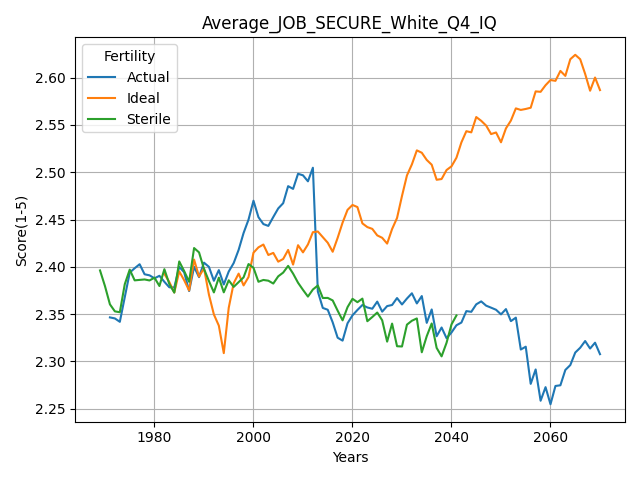 Average_JOB_SECURE_White_Q4_IQ
Fertility
Actual
Ideal
Sterile
Score(1-5)
2.60
2.55
2.50
2.45
2.40
2.35
2.30
2.25
1980 2000 2020 2040 2060
Years